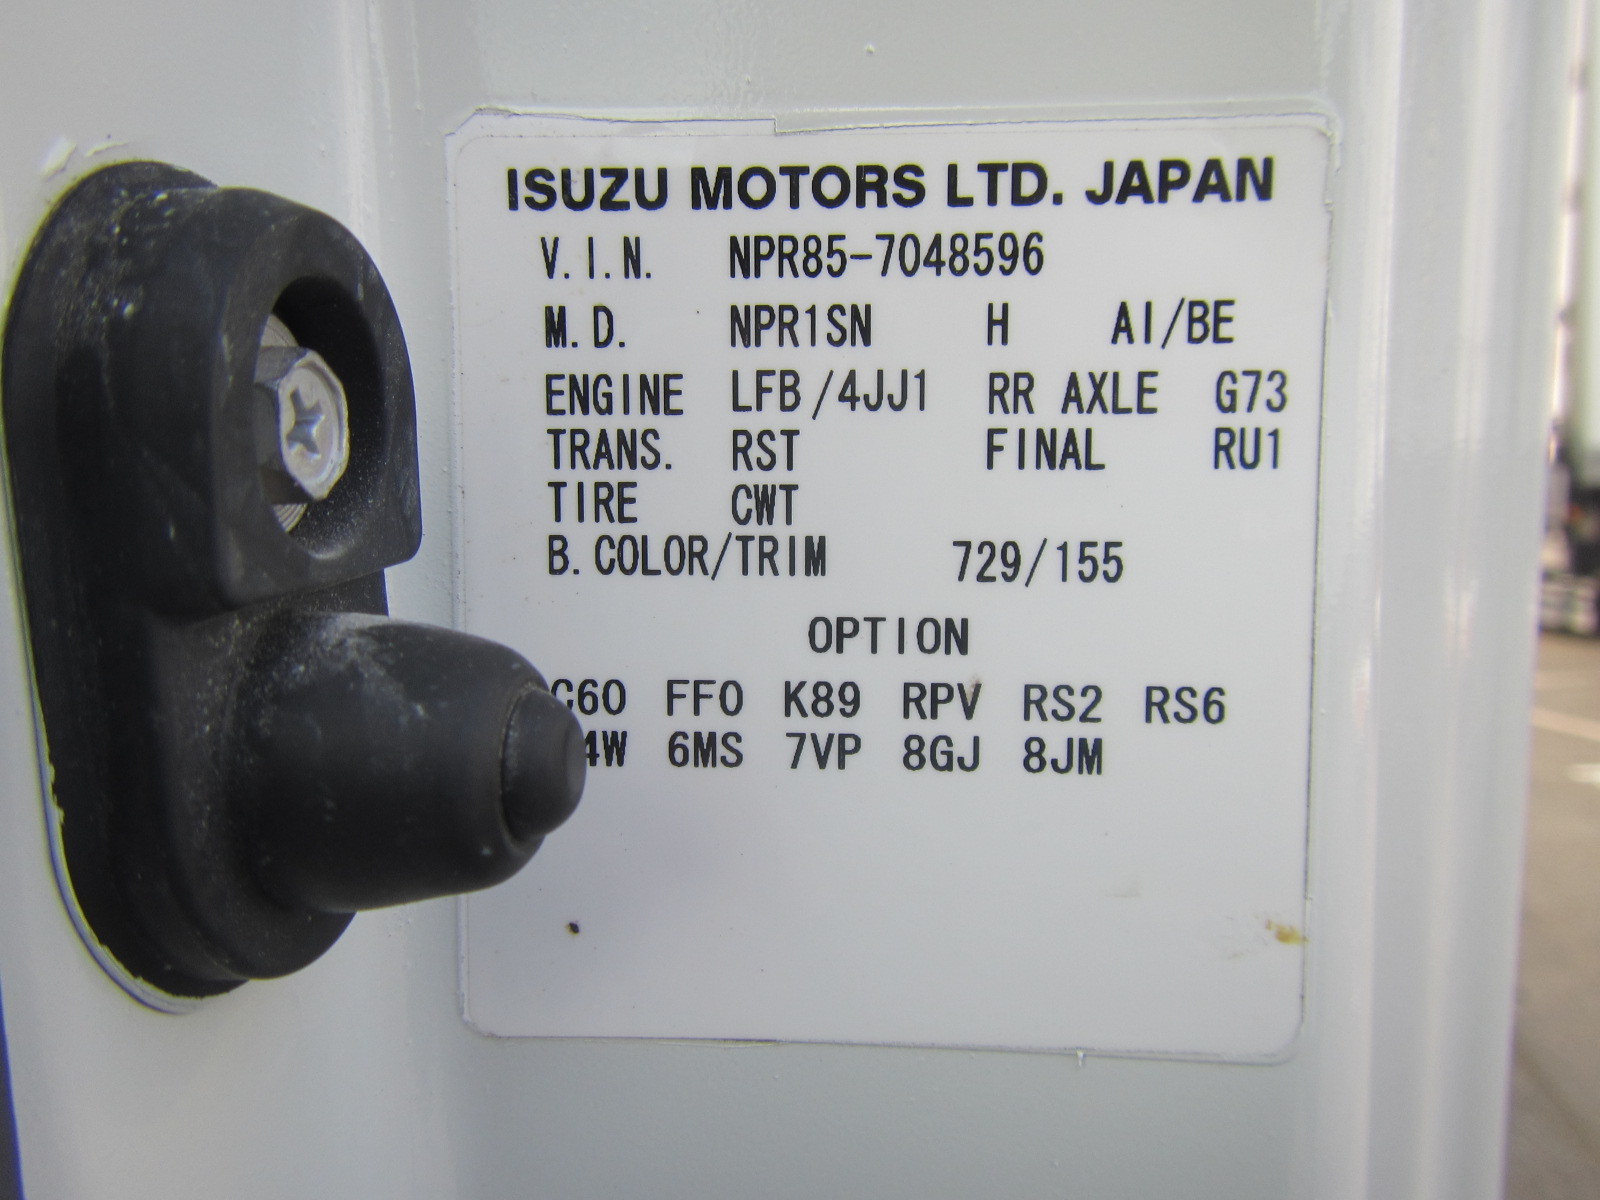 ISUZU MOTORS LTD. JAPAN
V.I.N. NPR85-7048596
M.D. NPR1SN H AI/BE
ENGINE LFB/4JJ1 RR AXLE G73
TRANS. RST FINAL RU1
TIRE CWT
B.COLOR/TRIM 729/155
OPTION
C60 FF0 K89 RPV RS2 RS6
6MS 7VP 8GJ 8JM